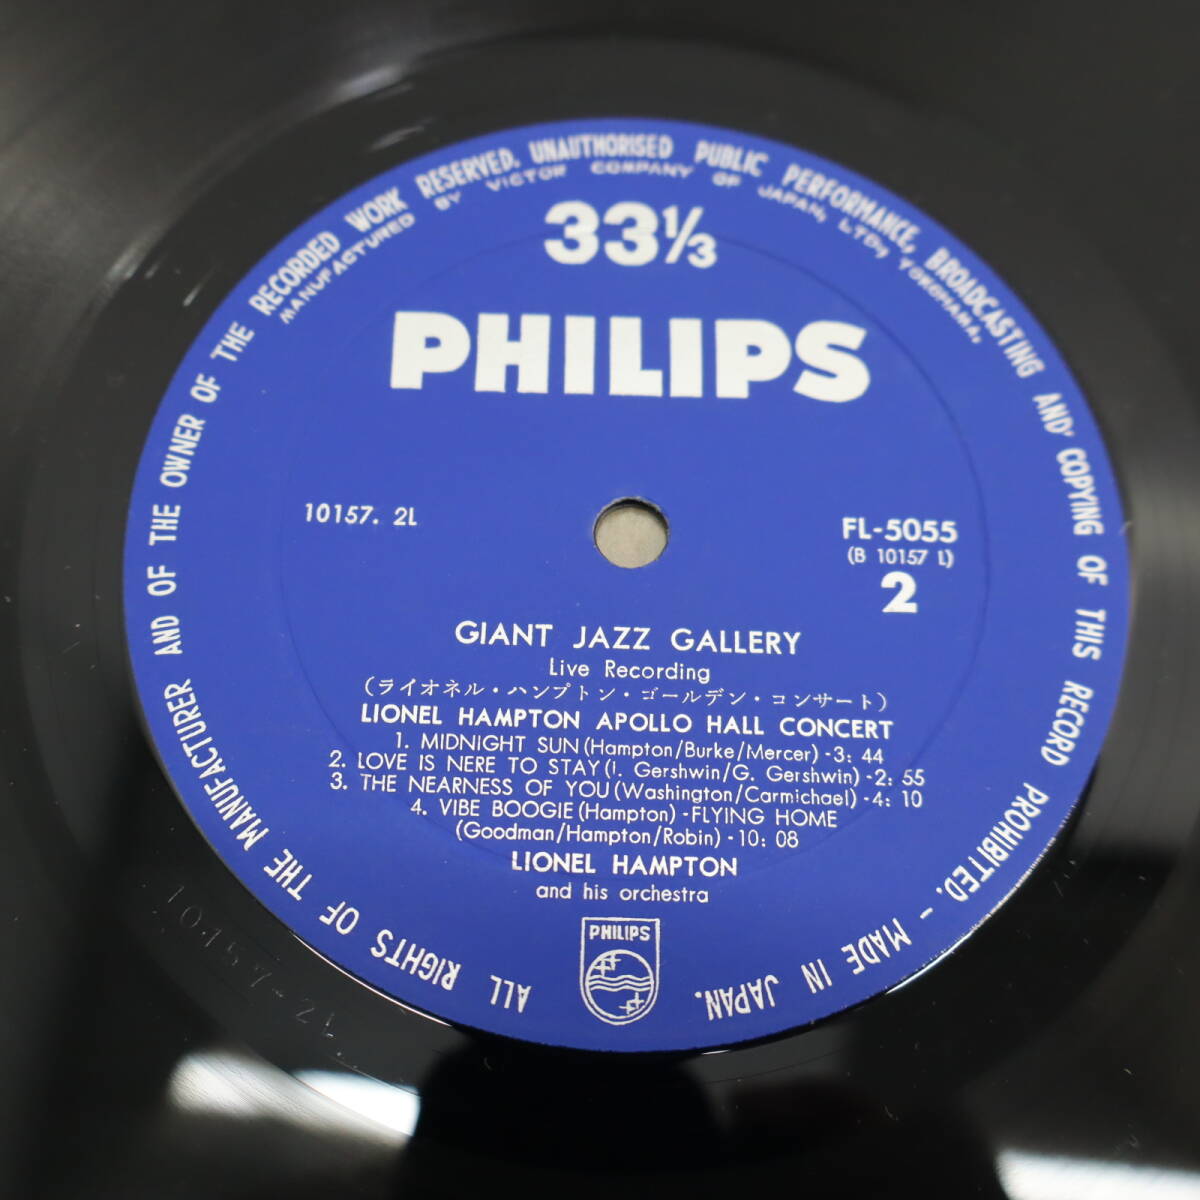 ALL RIGHTS OF THE MANUFACTURER AND OF THE OWNER OF THE RECORDED WORK RESERVED. UNAUTHORISED PUBLIC PERFORMANCE, BROADCASTING AND COPYING OF THIS RECORD PROHIBITED. - MADE IN JAPAN.
MANUFACTURED BY VICTOR COMPANY OF JAPAN, LTD., YOKOHAMA.
33⅓
PHILIPS
10157. 2L
FL-5055
(B 10157 L)
2
GIANT JAZZ GALLERY
Live Recording
(ライオネル・ハンプトン・ゴールデン・コンサート)
LIONEL HAMPTON APOLLO HALL CONCERT
1. MIDNIGHT SUN (Hampton/Burke/Mercer) -3: 44
2. LOVE IS NERE TO STAY (I. Gershwin/G. Gershwin) -2: 55
3. THE NEARNESS OF YOU (Washington/Carmichael) -4: 10
4. VIBE BOOGIE (Hampton) -FLYING HOME
(Goodman/Hampton/Robin) -10: 08
LIONEL HAMPTON
and his orchestra
PHILIPS